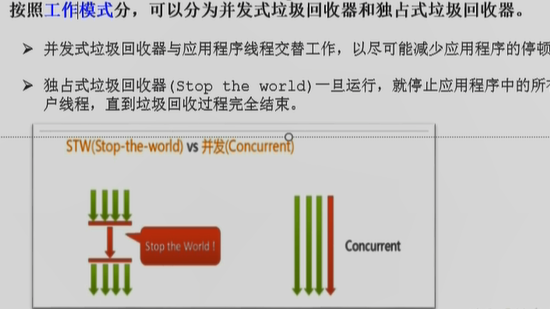 按照工作模式分，可以分为并发式垃圾回收器和独占式垃圾回收器。
➢ 并发式垃圾回收器与应用程序线程交替工作，以尽可能减少应用程序的停顿
➢ 独占式垃圾回收器(Stop the world)一旦运行，就停止应用程序中的所有
户线程，直到垃圾回收过程完全结束。
STW(Stop-the-world) vs 并发(Concurrent)
Stop the World !
Concurrent